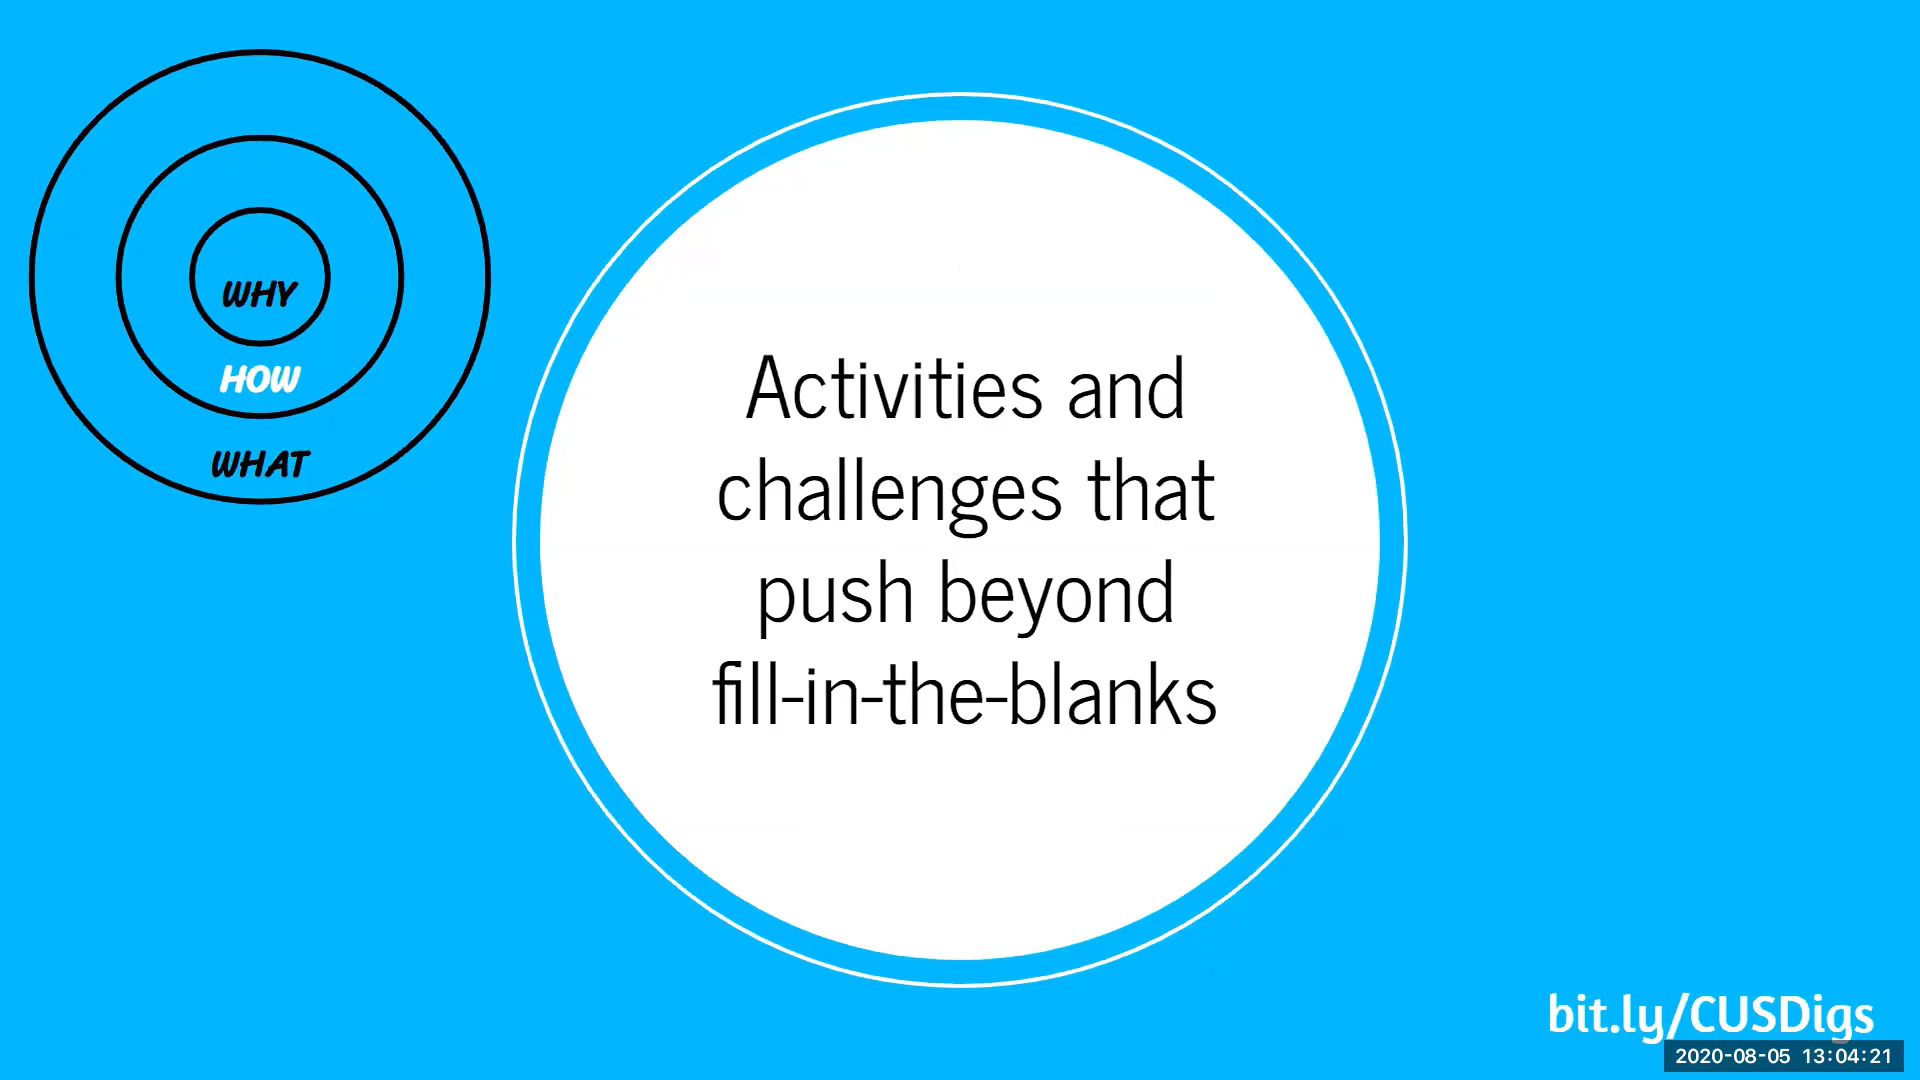 WHY
HOW
WHAT
Activities and
challenges that
push beyond
fill-in-the-blanks
bit.ly/CUSDigs
2020-08-05 13:04:21